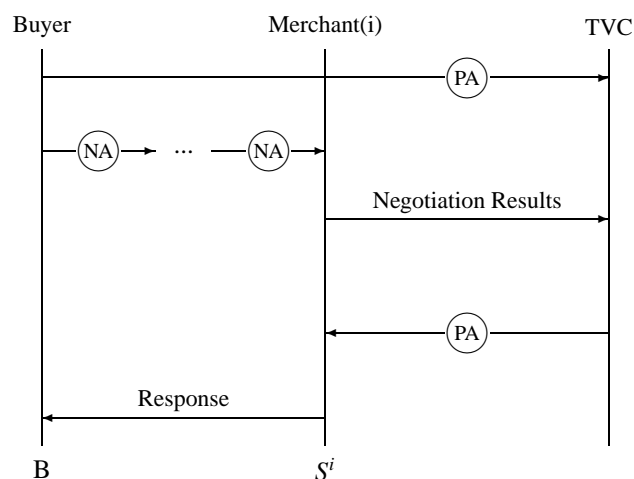 Buyer Merchant(i) TVC
PA
NA ... NA
Negotiation Results
PA
Response
B S^i